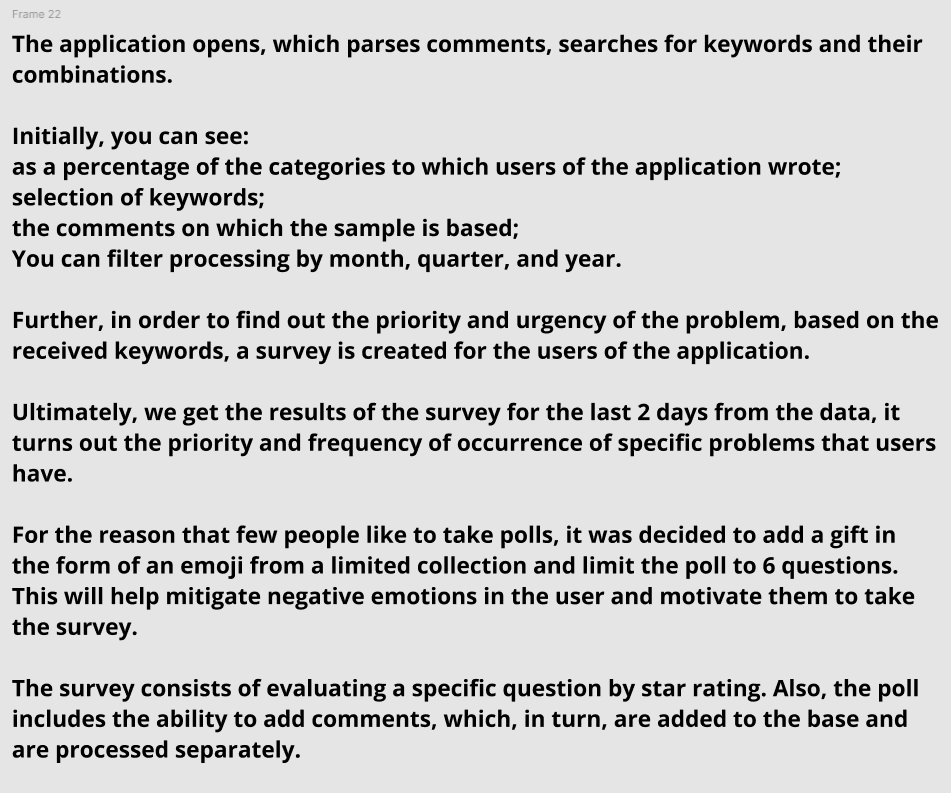 Frame 22
The application opens, which parses comments, searches for keywords and their
combinations.
Initially, you can see:
as a percentage of the categories to which users of the application wrote;
selection of keywords;
the comments on which the sample is based;
You can filter processing by month, quarter, and year.
Further, in order to find out the priority and urgency of the problem, based on the
received keywords, a survey is created for the users of the application.
Ultimately, we get the results of the survey for the last 2 days from the data, it
turns out the priority and frequency of occurrence of specific problems that users
have.
For the reason that few people like to take polls, it was decided to add a gift in
the form of an emoji from a limited collection and limit the poll to 6 questions.
This will help mitigate negative emotions in the user and motivate them to take
the survey.
The survey consists of evaluating a specific question by star rating. Also, the poll
includes the ability to add comments, which, in turn, are added to the base and
are processed separately.